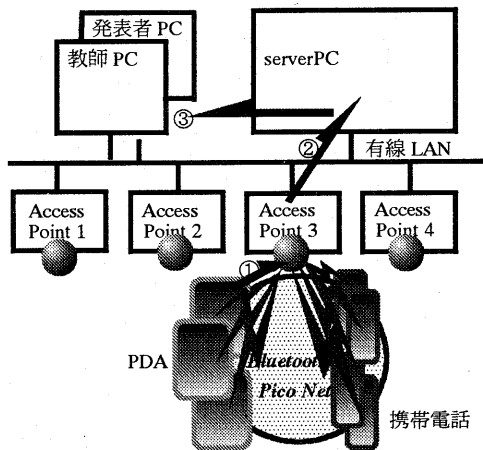 発表者 PC
教師 PC
serverPC
③
②
有線 LAN
Access
Point 1
Access
Point 2
Access
Point 3
Access
Point 4
①
PDA
Bluetooth
Pico Net
携帯電話